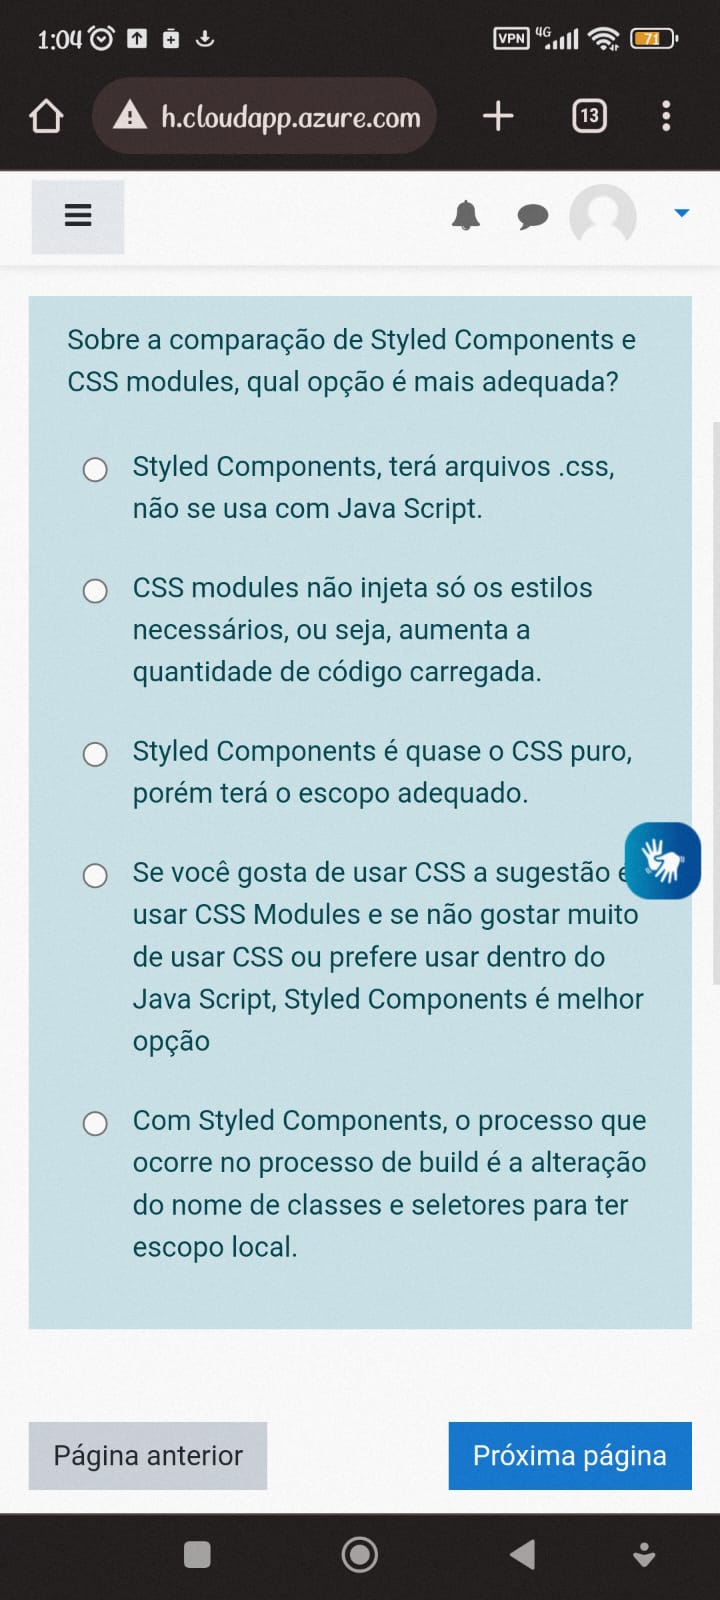 1:04
VPN 4G 71
h.cloudapp.azure.com
13
Sobre a comparação de Styled Components e
CSS modules, qual opção é mais adequada?
Styled Components, terá arquivos .css,
não se usa com Java Script.
CSS modules não injeta só os estilos
necessários, ou seja, aumenta a
quantidade de código carregada.
Styled Components é quase o CSS puro,
porém terá o escopo adequado.
Se você gosta de usar CSS a sugestão é
usar CSS Modules e se não gostar muito
de usar CSS ou prefere usar dentro do
Java Script, Styled Components é melhor
opção
Com Styled Components, o processo que
ocorre no processo de build é a alteração
do nome de classes e seletores para ter
escopo local.
Página anterior
Próxima página